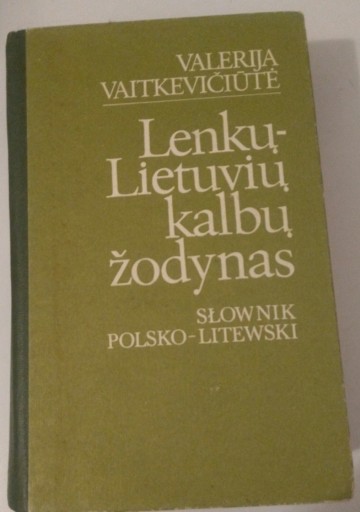 VALERIJA
VAITKEVIČIŪTĖ
Lenkų-
Lietuvių
kalbų
žodynas
SŁOWNIK
POLSKO-LITEWSKI